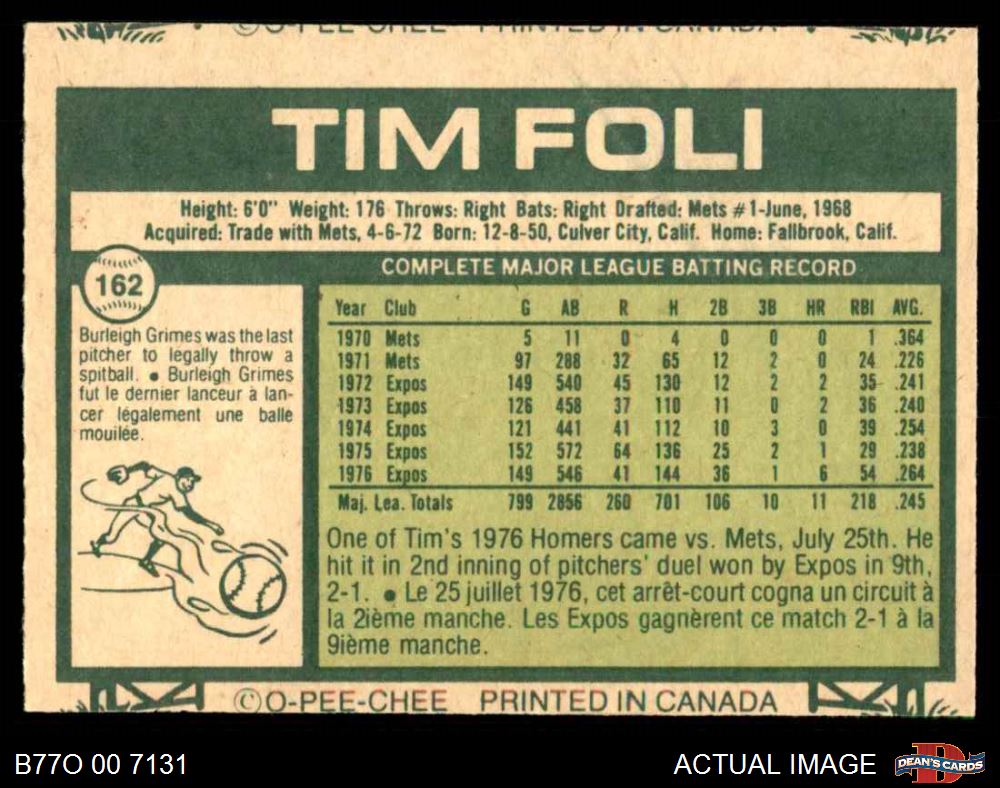 ©O-PEE-CHEE PRINTED IN CANADA
TIM FOLI
Height: 6'0" Weight: 176 Throws: Right Bats: Right Drafted: Mets #1-June, 1968
Acquired: Trade with Mets, 4-6-72 Born: 12-8-50, Culver City, Calif. Home: Fallbrook, Calif.
162
Burleigh Grimes was the last
pitcher to legally throw a
spitball. ● Burleigh Grimes
fut le dernier lanceur à lan-
cer légalement une balle
mouilée.
COMPLETE MAJOR LEAGUE BATTING RECORD
Year Club G AB R H 2B 3B HR RBI AVG.
1970 Mets 5 11 0 4 0 0 0 1 .364
1971 Mets 97 288 32 65 12 2 0 24 .226
1972 Expos 149 540 45 130 12 2 2 35 .241
1973 Expos 126 458 37 110 11 0 2 36 .240
1974 Expos 121 441 41 112 10 3 0 39 .254
1975 Expos 152 572 64 136 25 2 1 29 .238
1976 Expos 149 546 41 144 36 1 6 54 .264
Maj. Lea. Totals 799 2856 260 701 106 10 11 218 .245
One of Tim's 1976 Homers came vs. Mets, July 25th. He
hit it in 2nd inning of pitchers' duel won by Expos in 9th,
2-1. ● Le 25 juillet 1976, cet arrêt-court cogna un circuit à
la 2ième manche. Les Expos gagnèrent ce match 2-1 à la
9ième manche.
©O-PEE-CHEE PRINTED IN CANADA
B77O 00 7131
ACTUAL IMAGE
D
DEAN'S CARDS